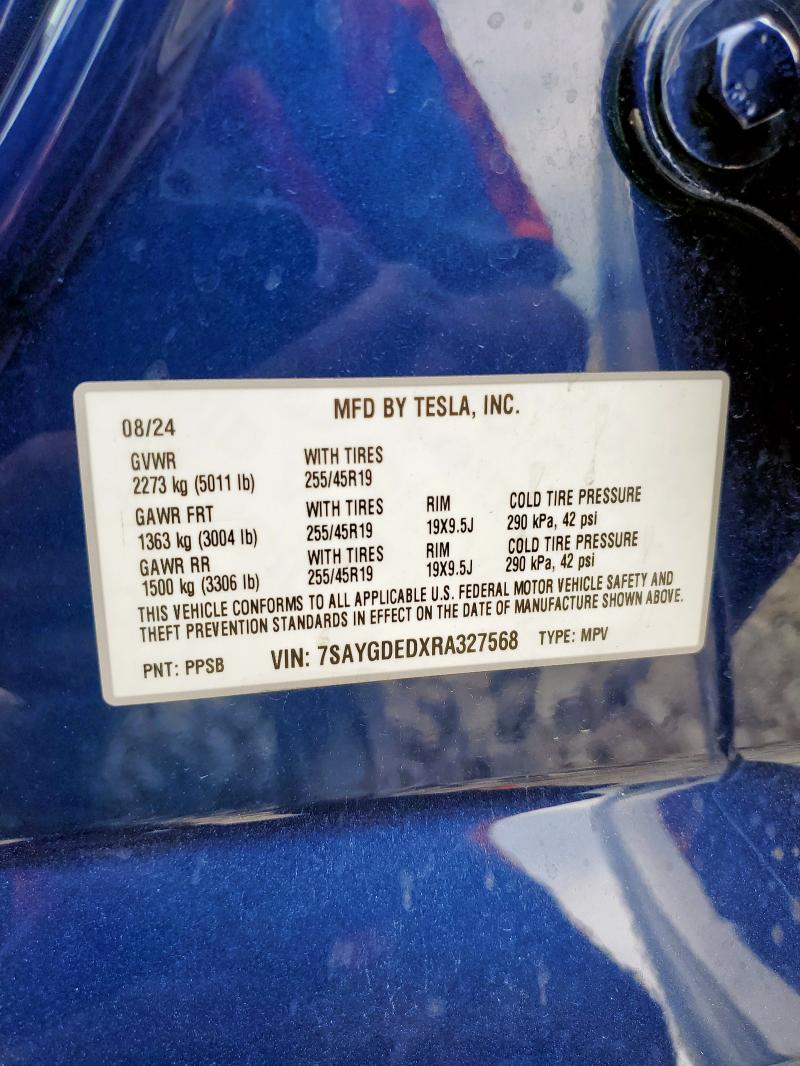 MFD BY TESLA, INC.
08/24
GVWR WITH TIRES
2273 kg (5011 lb) 255/45R19
GAWR FRT WITH TIRES RIM COLD TIRE PRESSURE
1363 kg (3004 lb) 255/45R19 19X9.5J 290 kPa, 42 psi
GAWR RR WITH TIRES RIM COLD TIRE PRESSURE
1500 kg (3306 lb) 255/45R19 19X9.5J 290 kPa, 42 psi
THIS VEHICLE CONFORMS TO ALL APPLICABLE U.S. FEDERAL MOTOR VEHICLE SAFETY AND
THEFT PREVENTION STANDARDS IN EFFECT ON THE DATE OF MANUFACTURE SHOWN ABOVE.
PNT: PPSB VIN: 7SAYGDEDXRA327568 TYPE: MPV